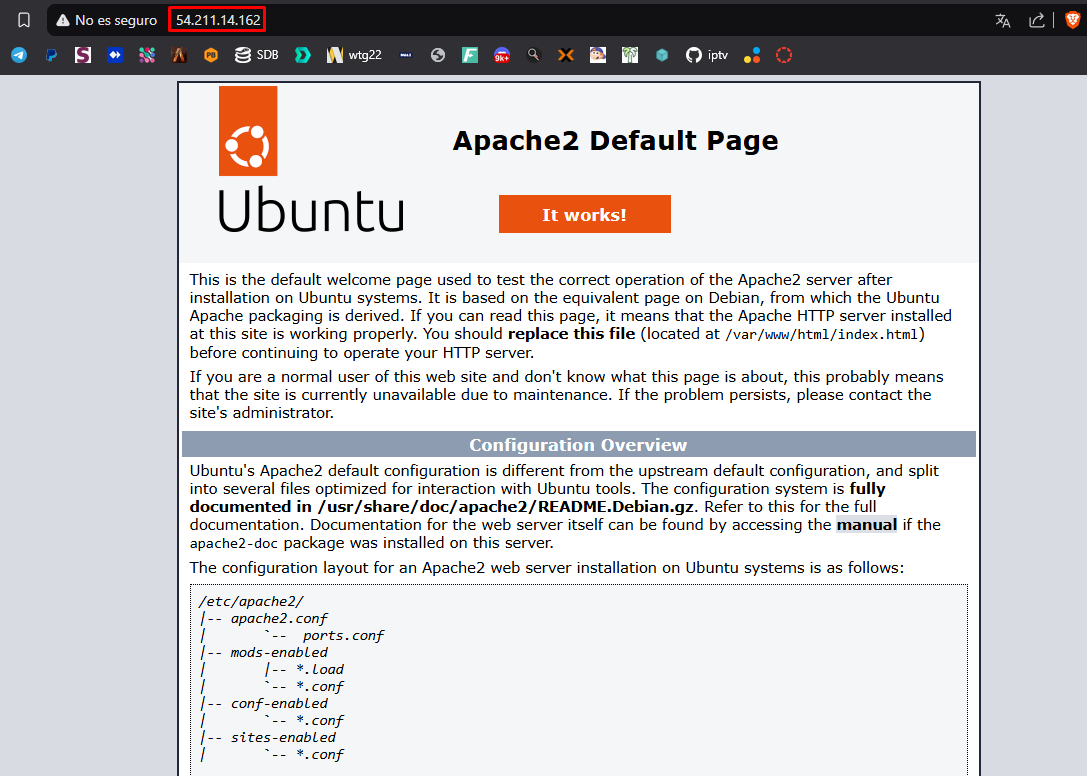 No es seguro 54.211.14.162
SDB wtg22 9k+ iptv
Ubuntu
Apache2 Default Page
It works!
This is the default welcome page used to test the correct operation of the Apache2 server after
installation on Ubuntu systems. It is based on the equivalent page on Debian, from which the Ubuntu
Apache packaging is derived. If you can read this page, it means that the Apache HTTP server installed
at this site is working properly. You should replace this file (located at /var/www/html/index.html)
before continuing to operate your HTTP server.
If you are a normal user of this web site and don't know what this page is about, this probably means
that the site is currently unavailable due to maintenance. If the problem persists, please contact the
site's administrator.
Configuration Overview
Ubuntu's Apache2 default configuration is different from the upstream default configuration, and split
into several files optimized for interaction with Ubuntu tools. The configuration system is fully
documented in /usr/share/doc/apache2/README.Debian.gz. Refer to this for the full
documentation. Documentation for the web server itself can be found by accessing the manual if the
apache2-doc package was installed on this server.
The configuration layout for an Apache2 web server installation on Ubuntu systems is as follows:
/etc/apache2/
|-- apache2.conf
|       `--  ports.conf
|-- mods-enabled
|       |-- *.load
|       `-- *.conf
|-- conf-enabled
|       `-- *.conf
|-- sites-enabled
|       `-- *.conf